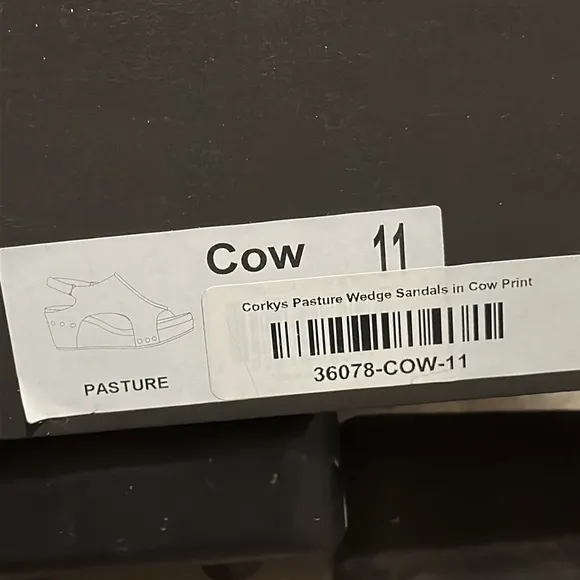 Cow 11
Corkys Pasture Wedge Sandals in Cow Print
36078-COW-11
PASTURE